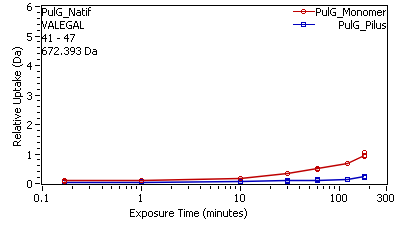 PulG_Natif
VALEGAL
41 - 47
672.393 Da
PulG_Monomer
PulG_Pilus
Relative Uptake (Da)
6
5
4
3
2
1
0
0.1
1
10
100
300
Exposure Time (minutes)